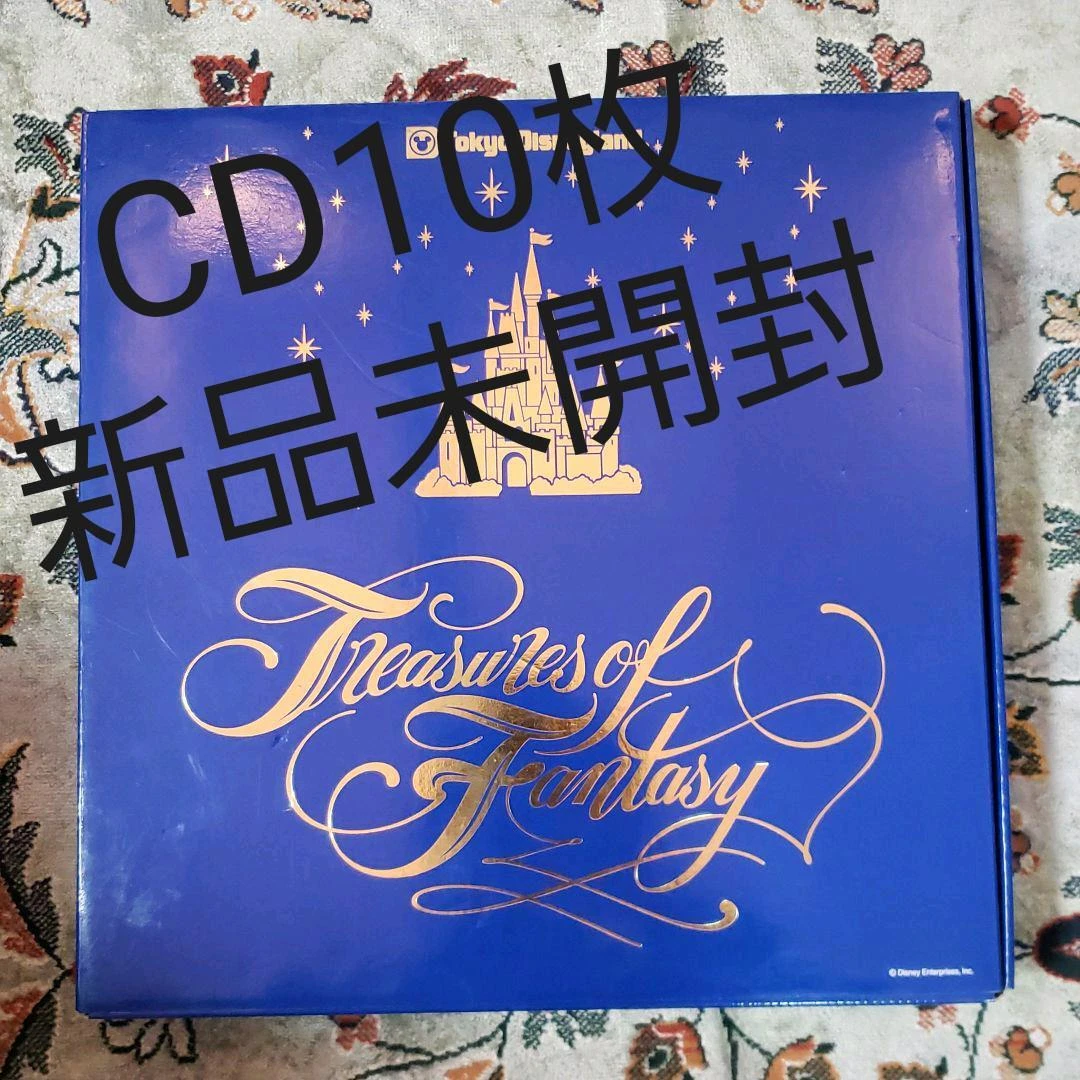 Tokyo Disneyland
CD10枚
新品未開封
Treasures of
Fantasy
© Disney Enterprises, Inc.